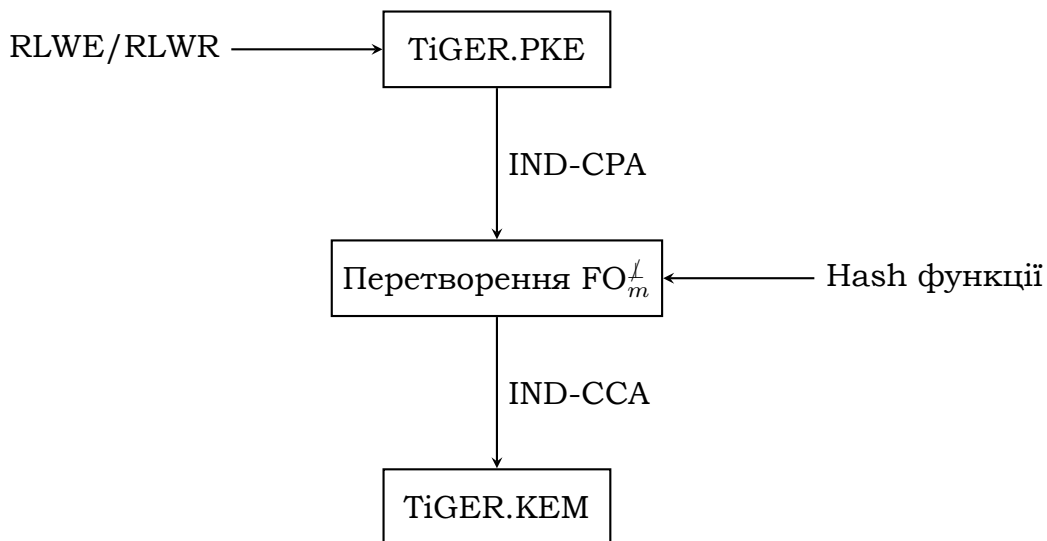 RLWE/RLWR
TiGER.PKE
IND-CPA
Перетворення FO$^{\not\perp}_{m}$
Hash функції
IND-CCA
TiGER.KEM